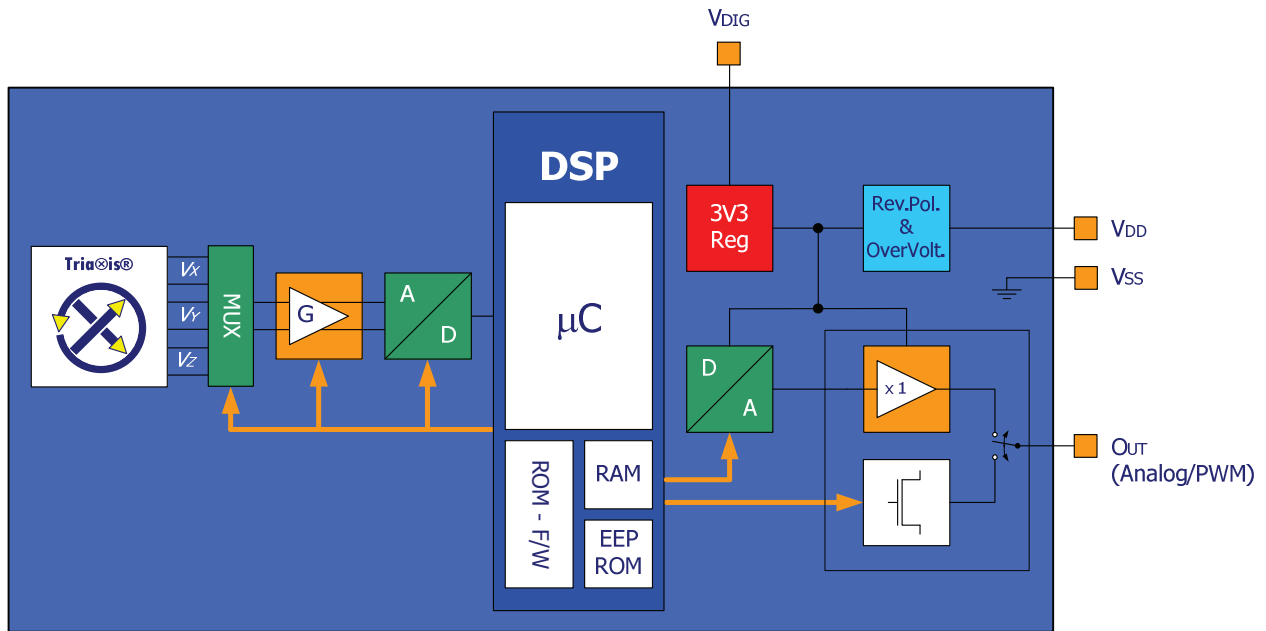 VDIG
DSP
3V3
Reg
Rev.Pol.
&
OverVolt.
VDD
VSS
Tria⊗is®
VX
VY
VZ
MUX
G
A
D
μC
D
A
x 1
OUT
(Analog/PWM)
ROM - F/W
RAM
EEP
ROM